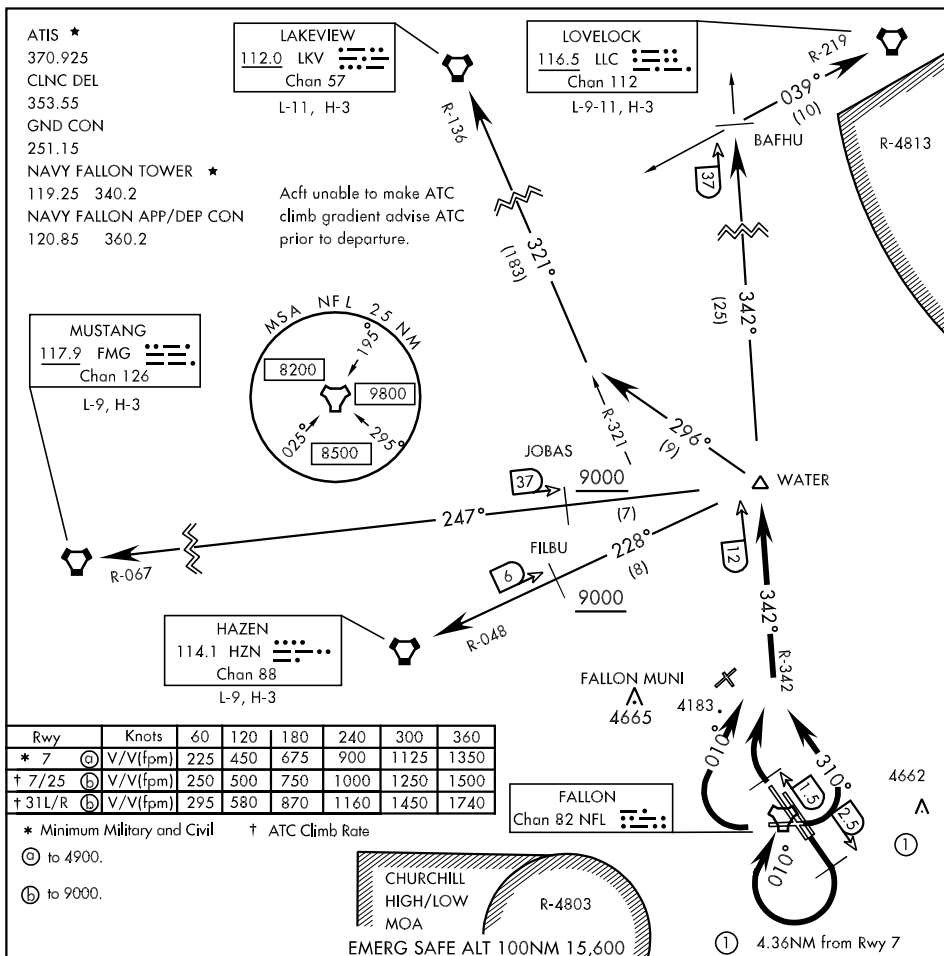 ATIS ★
370.925
CLNC DEL
353.55
GND CON
251.15
NAVY FALLON TOWER ★
119.25 340.2
NAVY FALLON APP/DEP CON
120.85 360.2
LAKEVIEW
112.0 LKV
Chan 57
L-11, H-3
LOVELOCK
116.5 LLC
Chan 112
L-9-11, H-3
R-219
039°
(10)
BAFHU
R-4813
37
R-136
Acft unable to make ATC
climb gradient advise ATC
prior to departure.
321°
(183)
342°
(25)
MUSTANG
117.9 FMG
Chan 126
L-9, H-3
MSA NFL 25 NM
195°
8200
9800
025°
295°
8500
R-321
296°
(9)
JOBAS
37
9000
(7)
WATER
247°
R-067
12
FILBU
6
228°
(8)
9000
R-048
342°
R-342
HAZEN
114.1 HZN
Chan 88
L-9, H-3
FALLON MUNI
4665
4183.
010°
310°
1.5
2.5
010°
4662
1
FALLON
Chan 82 NFL
Rwy Knots 60 120 180 240 300 360
* 7 ⓐ V/V(fpm) 225 450 675 900 1125 1350
† 7/25 ⓑ V/V(fpm) 250 500 750 1000 1250 1500
† 31L/R ⓑ V/V(fpm) 295 580 870 1160 1450 1740
* Minimum Military and Civil † ATC Climb Rate
ⓐ to 4900.
ⓑ to 9000.
CHURCHILL
HIGH/LOW
MOA
R-4803
EMERG SAFE ALT 100NM 15,600
① 4.36NM from Rwy 7